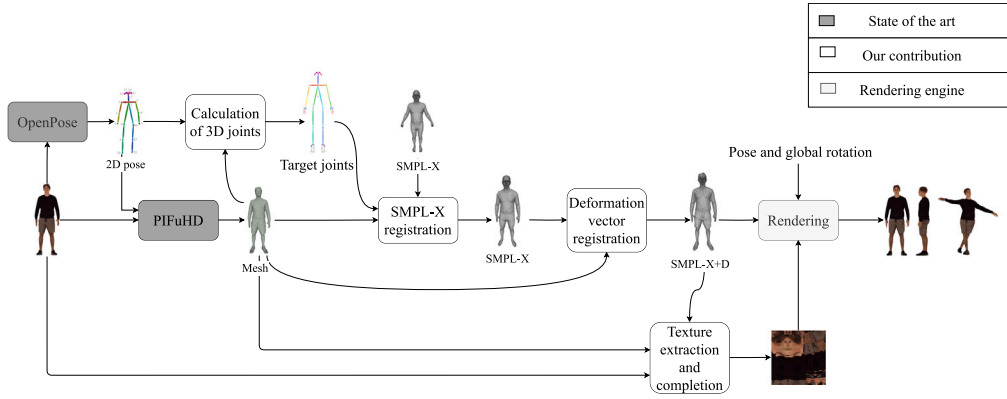 State of the art
Our contribution
Rendering engine
OpenPose
2D pose
Calculation
of 3D joints
Target joints
SMPL-X
Pose and global rotation
PIFuHD
Mesh
SMPL-X
registration
SMPL-X
Deformation
vector
registration
SMPL-X+D
Rendering
Texture
extraction
and
completion